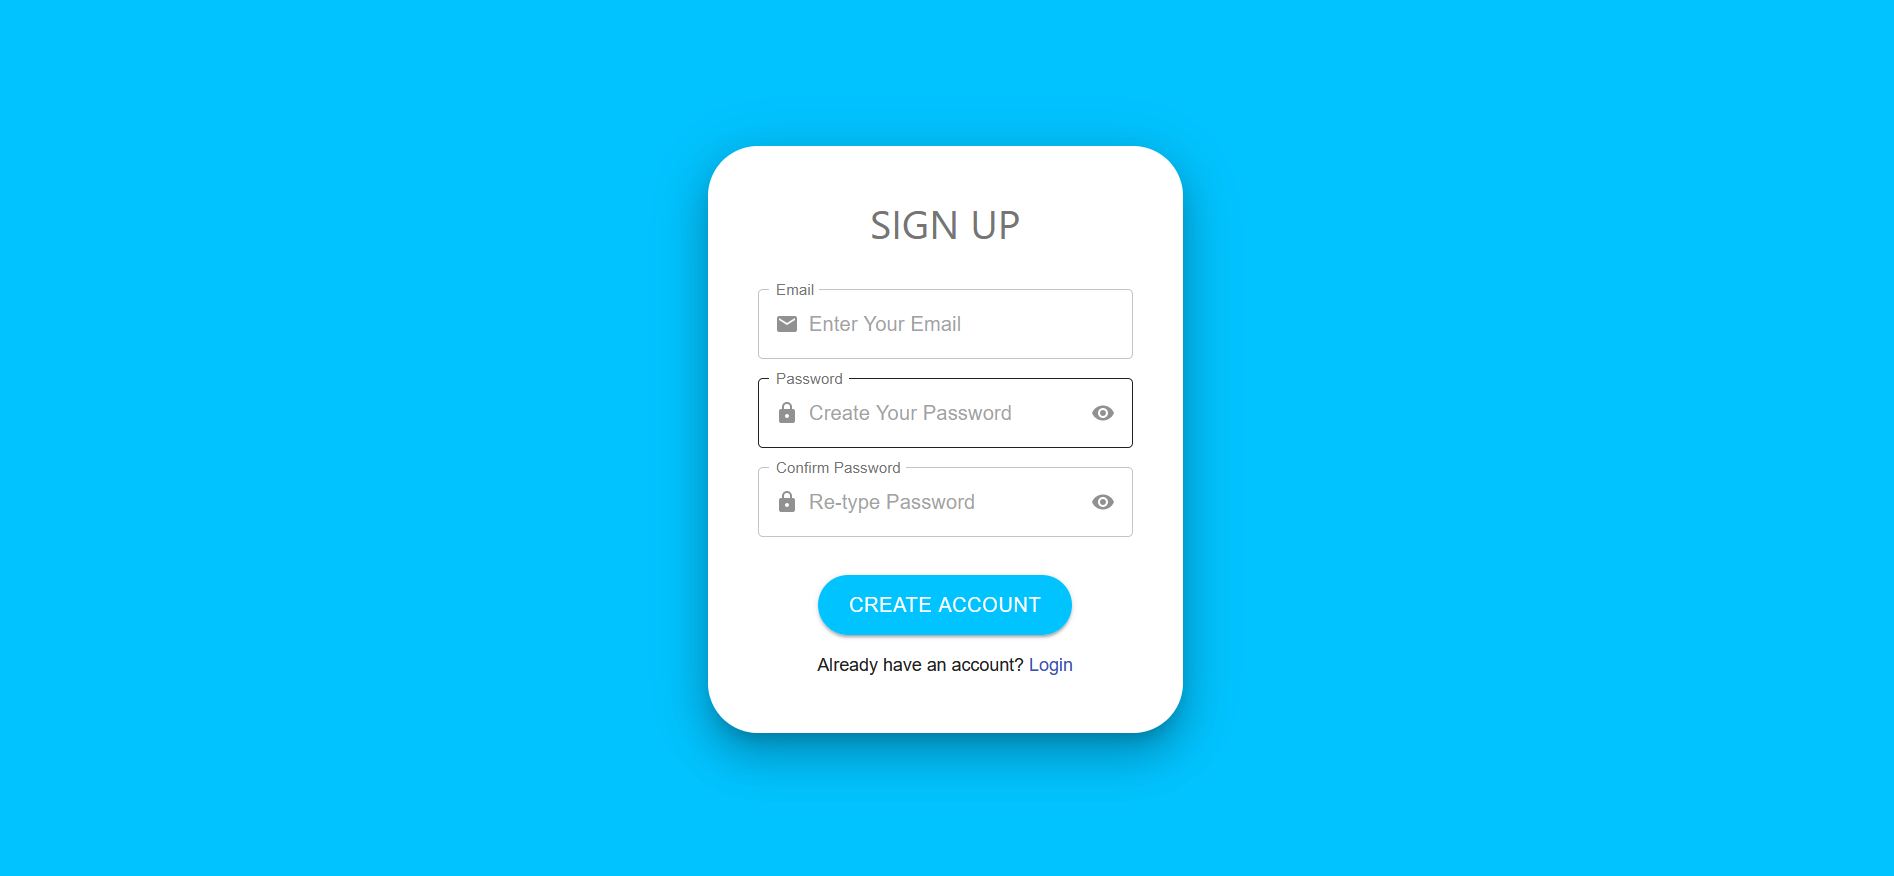 SIGN UP
Email
Enter Your Email
Password
Create Your Password
Confirm Password
Re-type Password
CREATE ACCOUNT
Already have an account? Login